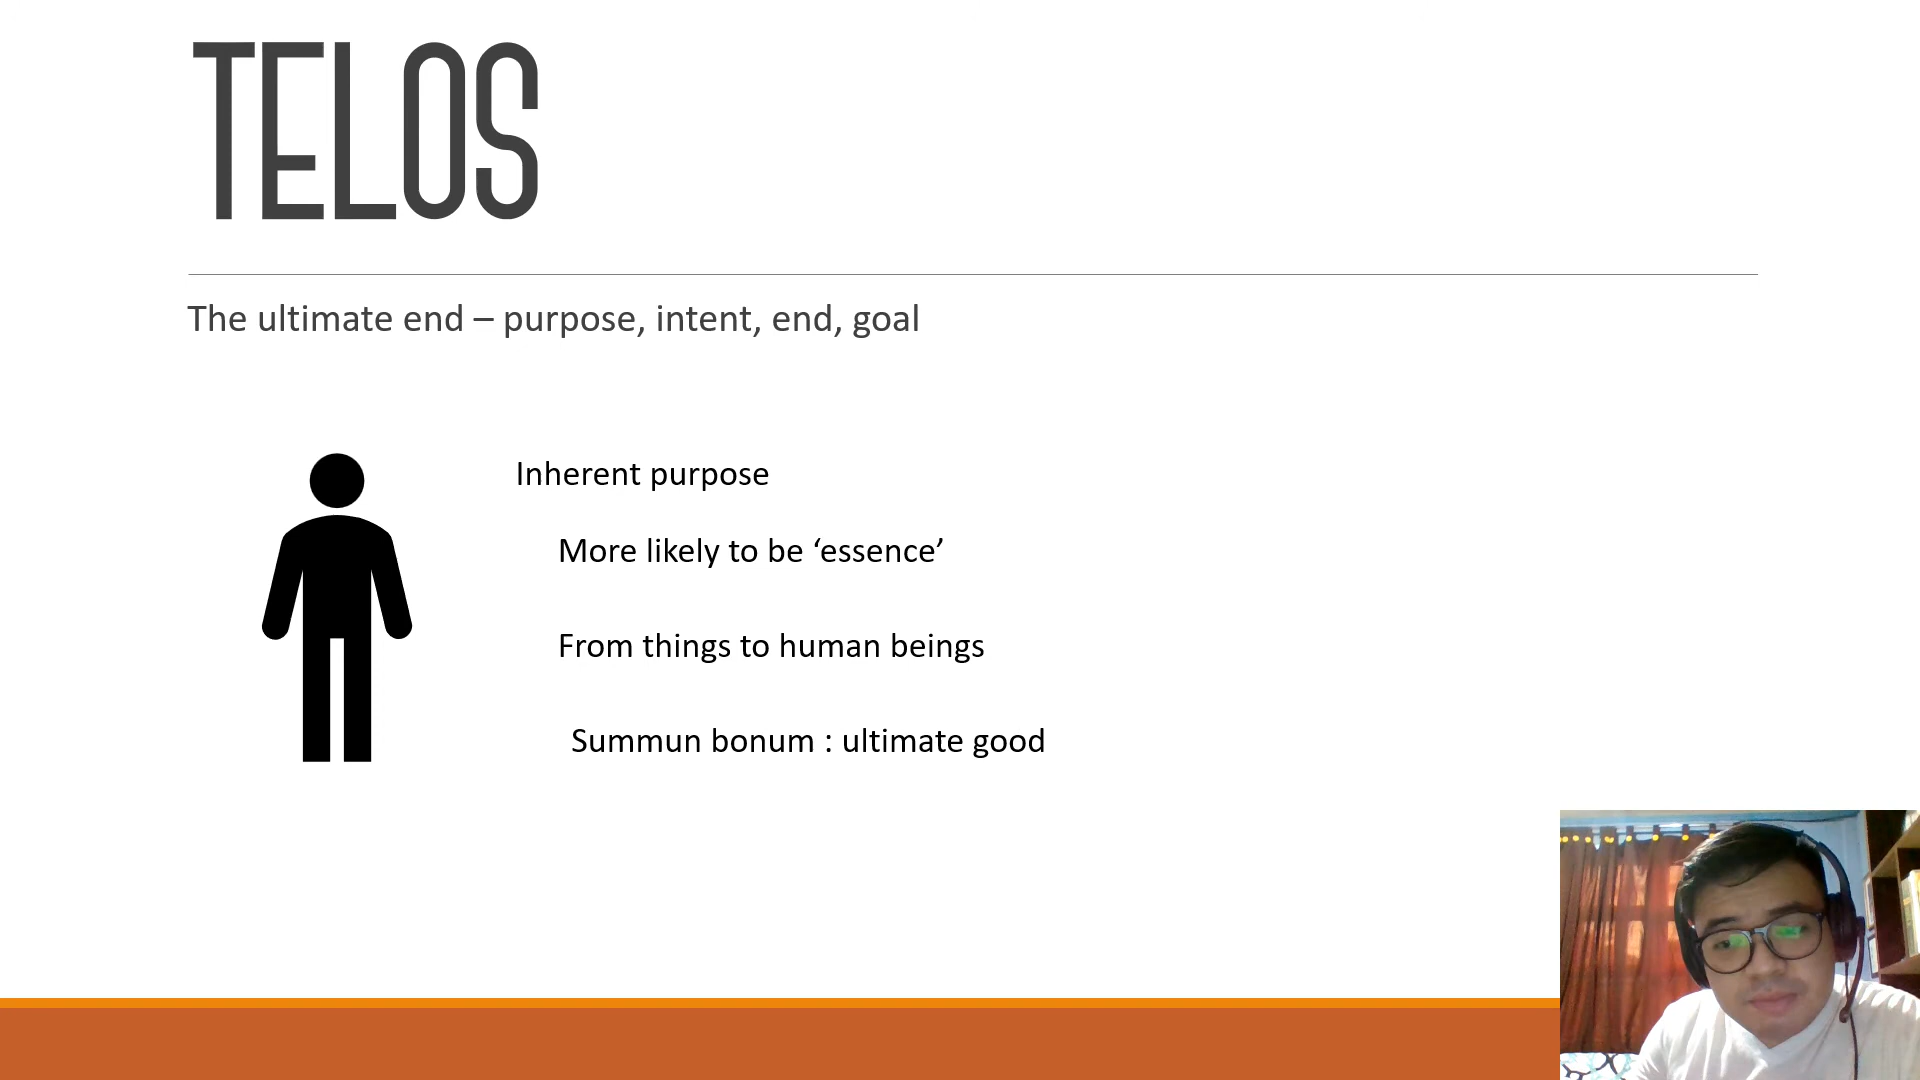 TELOS
The ultimate end – purpose, intent, end, goal
Inherent purpose
More likely to be ‘essence’
From things to human beings
Summun bonum : ultimate good